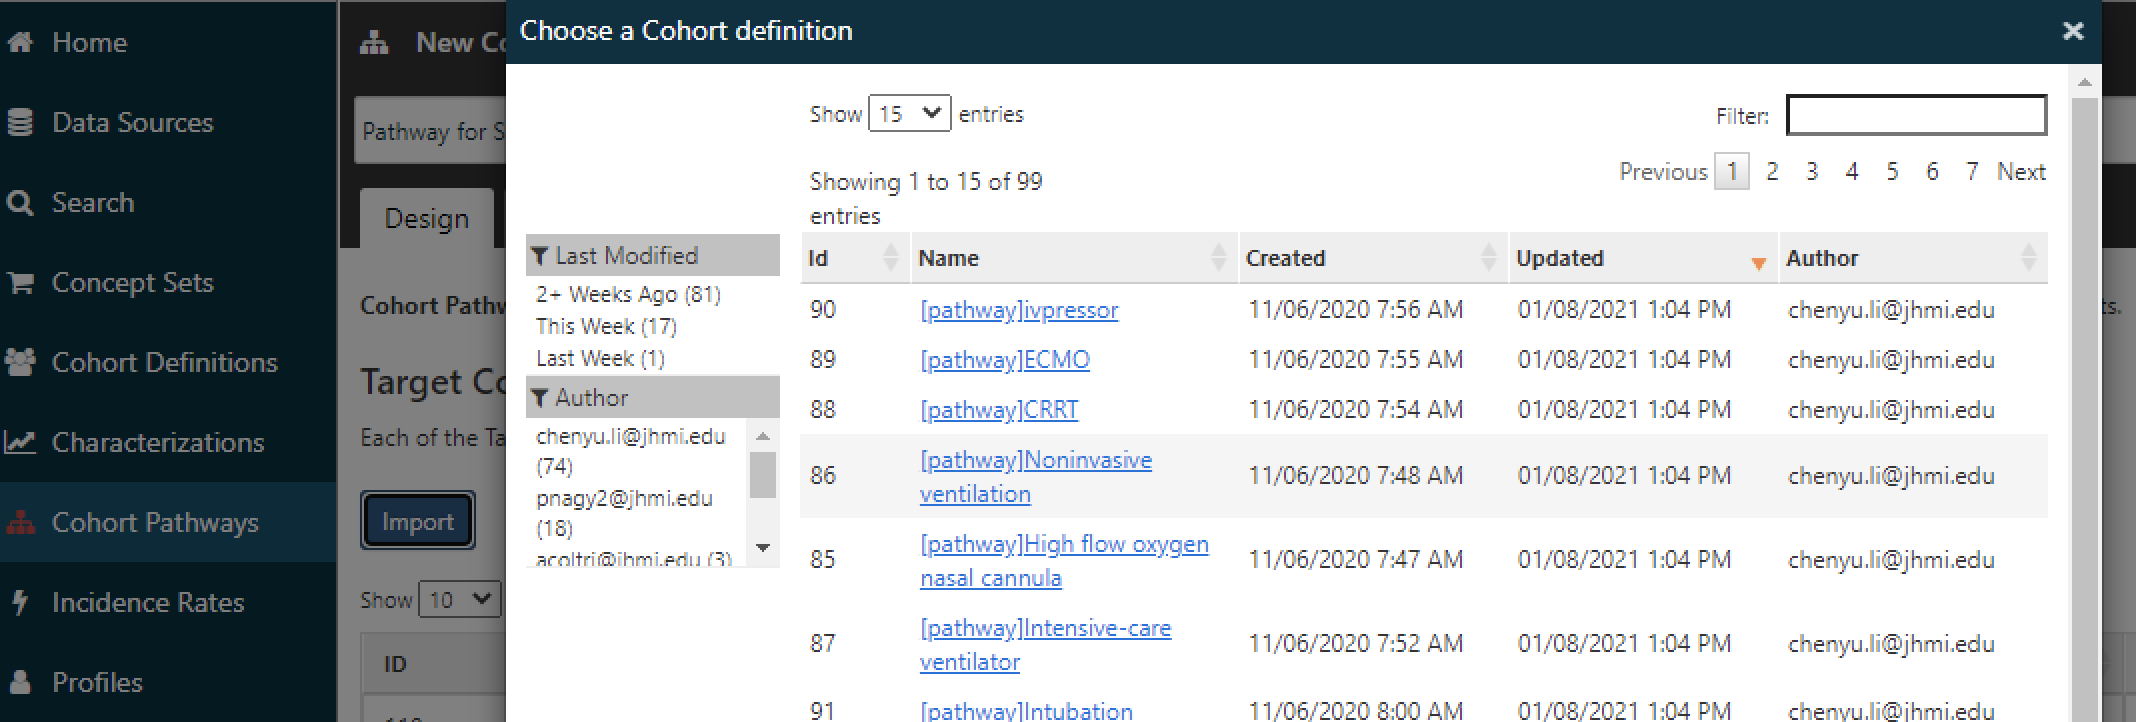 Home
Data Sources
Search
Concept Sets
Cohort Definitions
Characterizations
Cohort Pathways
Incidence Rates
Profiles
New Co
Pathway for S
Design
Cohort Pathw
ts.
Target Co
Each of the Ta
Import
Show 10
ID
Choose a Cohort definition
Show 15 entries
Filter:
Showing 1 to 15 of 99
entries
Previous 1 2 3 4 5 6 7 Next
Last Modified
2+ Weeks Ago (81)
This Week (17)
Last Week (1)
Author
chenyu.li@jhmi.edu
(74)
pnagy2@jhmi.edu
(18)
acoltri@jhmi.edu (3)
Id Name Created Updated Author
90 [pathway]ivpressor 11/06/2020 7:56 AM 01/08/2021 1:04 PM chenyu.li@jhmi.edu
89 [pathway]ECMO 11/06/2020 7:55 AM 01/08/2021 1:04 PM chenyu.li@jhmi.edu
88 [pathway]CRRT 11/06/2020 7:54 AM 01/08/2021 1:04 PM chenyu.li@jhmi.edu
86 [pathway]Noninvasive 11/06/2020 7:48 AM 01/08/2021 1:04 PM chenyu.li@jhmi.edu
ventilation
85 [pathway]High flow oxygen 11/06/2020 7:47 AM 01/08/2021 1:04 PM chenyu.li@jhmi.edu
nasal cannula
87 [pathway]Intensive-care 11/06/2020 7:52 AM 01/08/2021 1:04 PM chenyu.li@jhmi.edu
ventilator
91 [pathway]Intubation 11/06/2020 8:00 AM 01/08/2021 1:04 PM chenyu.li@jhmi.edu